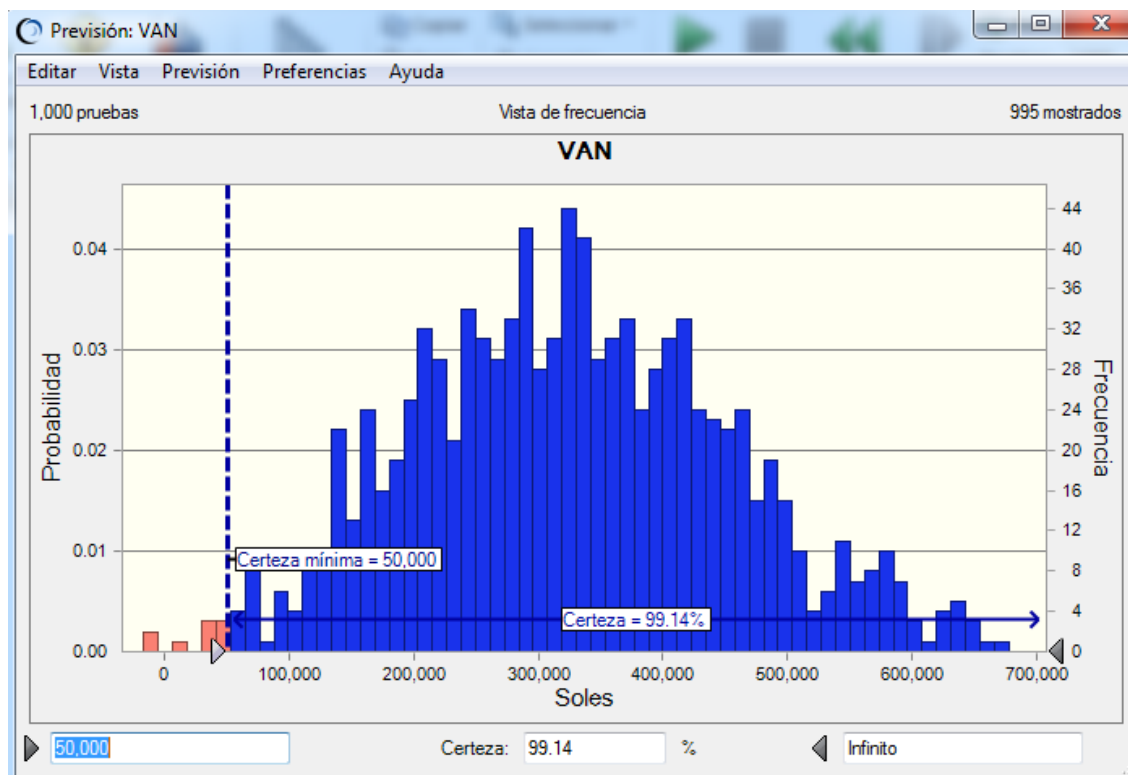 Previsión: VAN
Copiar
Seleccionar
Editar Vista Previsión Preferencias Ayuda
1,000 pruebas Vista de frecuencia 995 mostrados
VAN
Probabilidad
0.04
0.03
0.02
0.01
0.00
44
40
36
32
28
24
20
16
12
8
4
0
Frecuencia
Certeza mínima = 50,000
Certeza = 99.14%
0 100,000 200,000 300,000 400,000 500,000 600,000 700,000
Soles
50,000 Certeza: 99.14 % Infinito